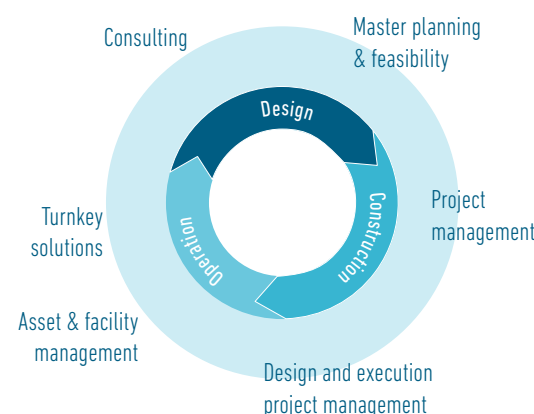 Consulting
Master planning
& feasibility
Design
Project
management
Construction
Operation
Turnkey
solutions
Asset & facility
management
Design and execution
project management